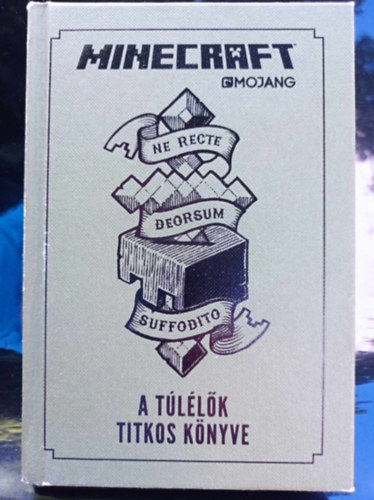 MINECRAFT
MOJANG
NE RECTE
DEORSUM
SUFFODITO
A TÚLÉLŐK
TITKOS KÖNYVE